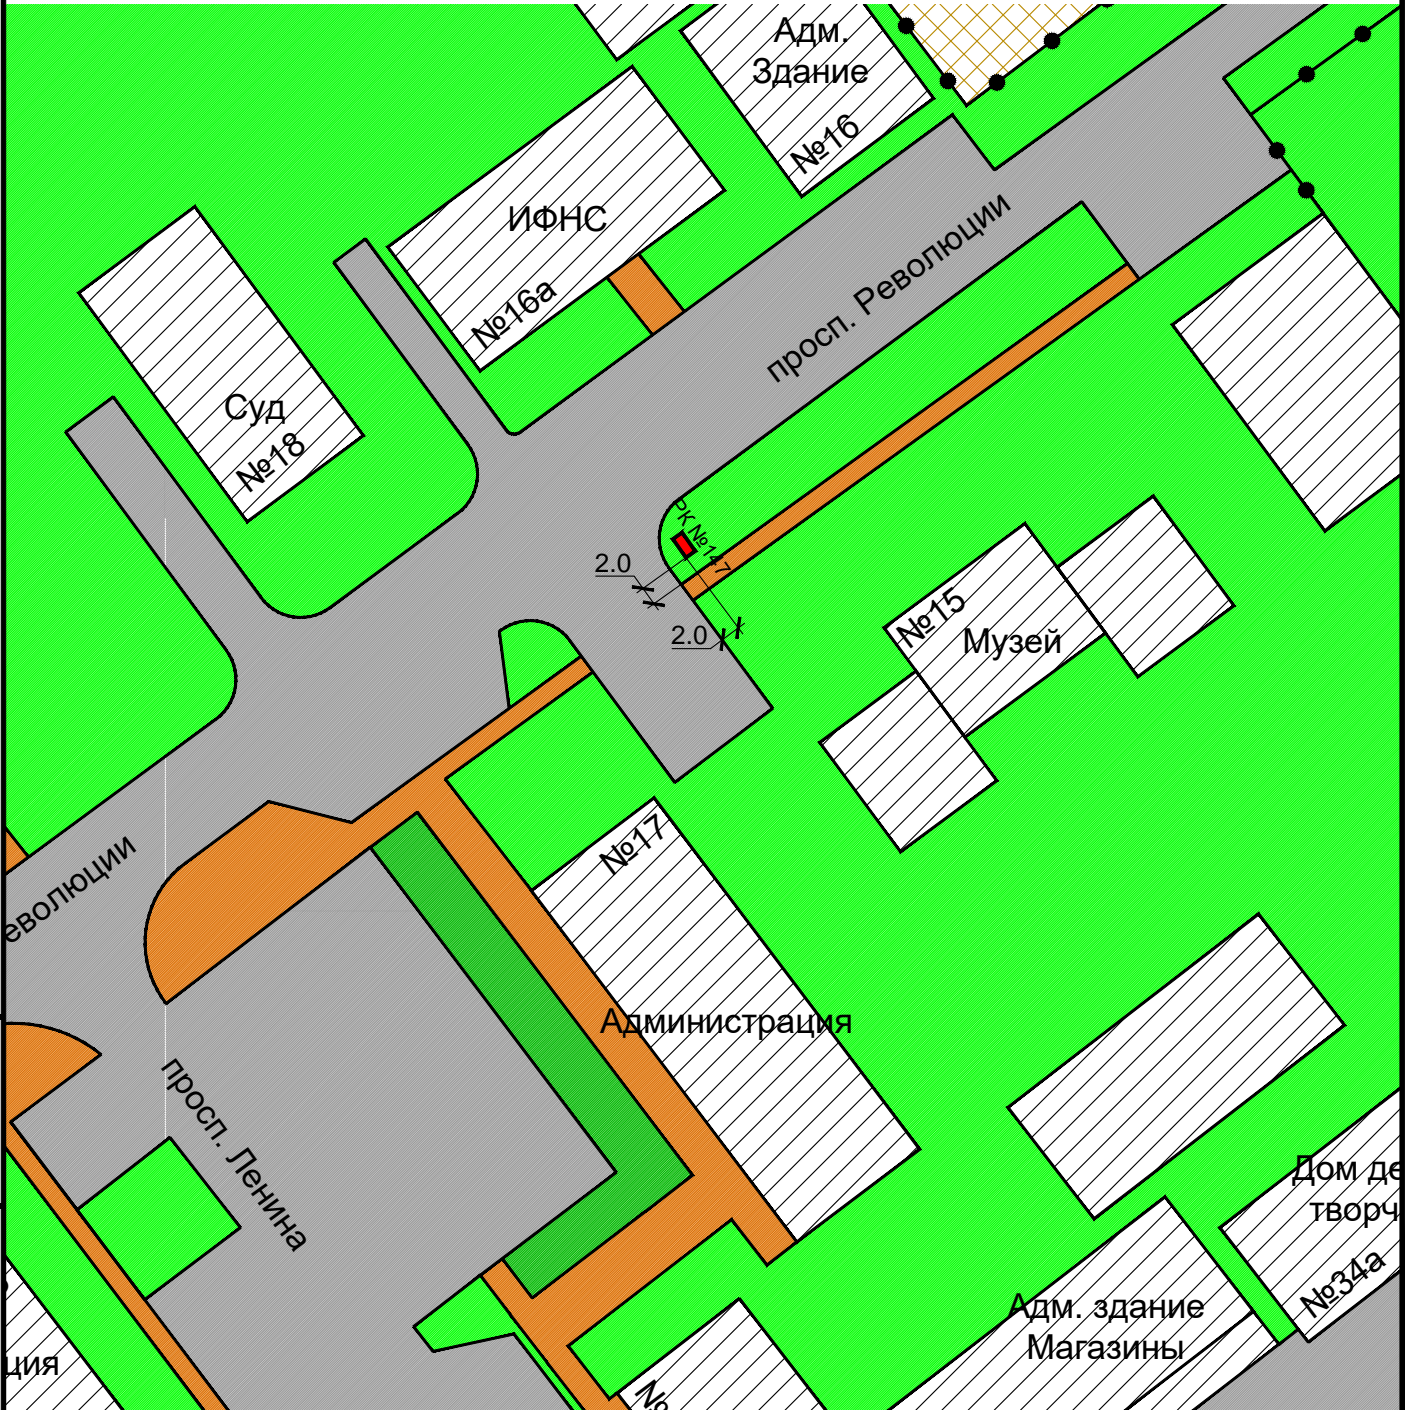 Адм.
Здание
№16
ИФНС
№16а
просп. Революции
Суд
№18
РК №147
2.0
2.0
№15
Музей
№17
еволюции
Администрация
просп. Ленина
Дом де
творч
№34а
Адм. здание
Магазины
ция
№